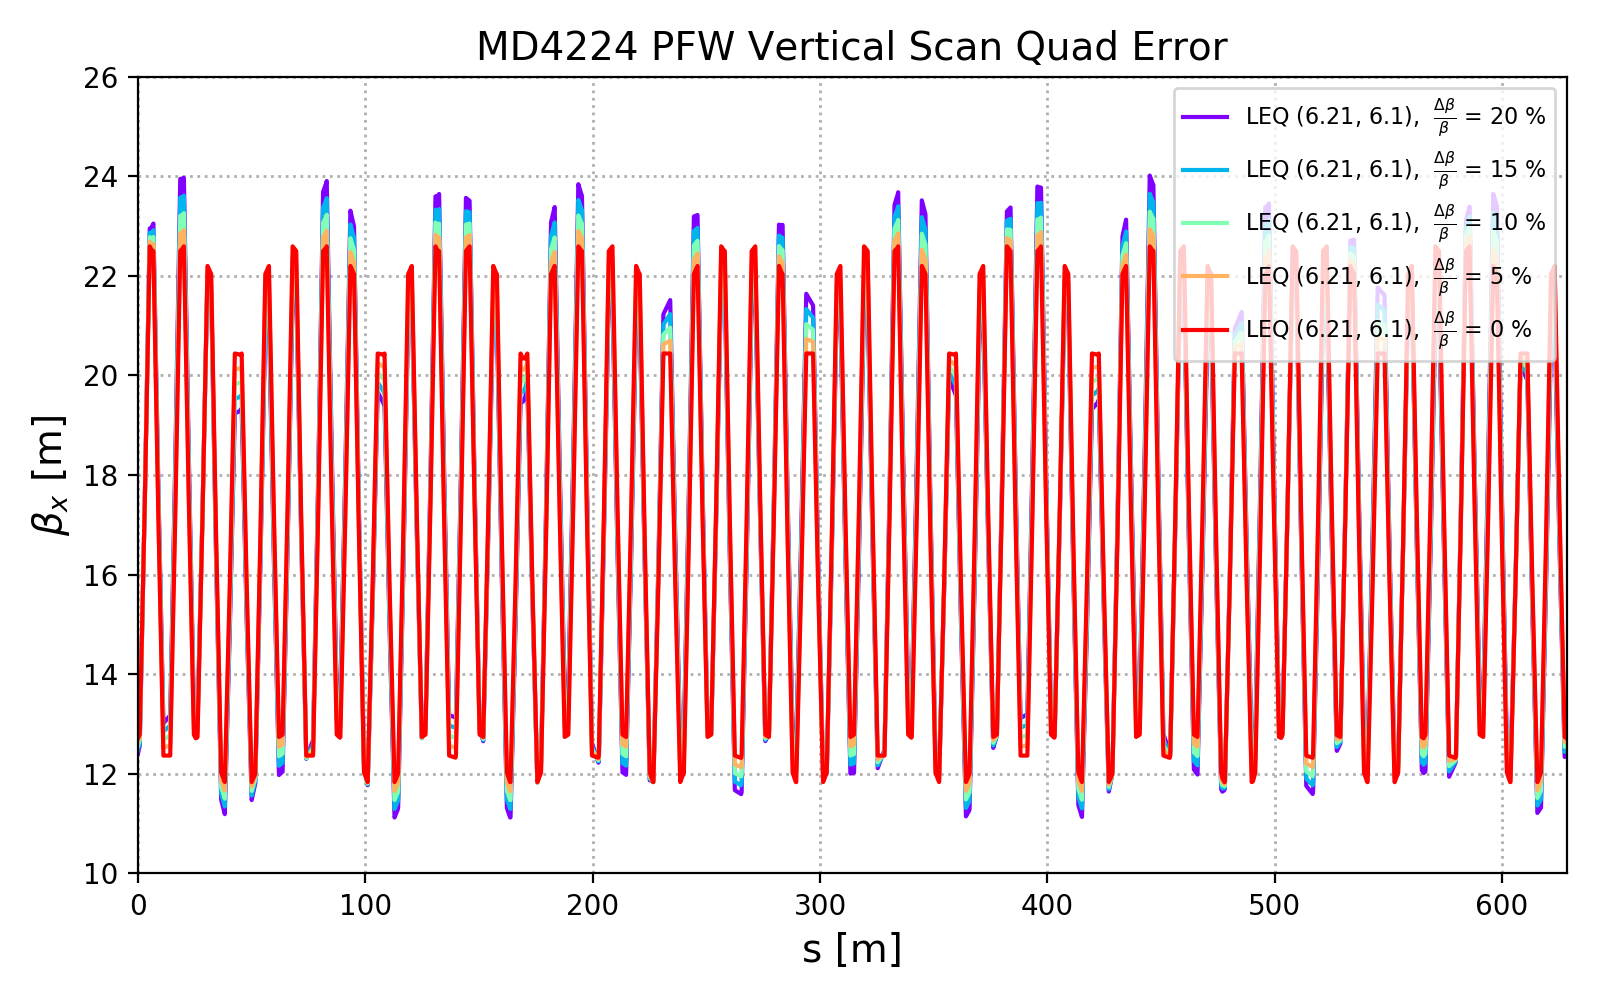 MD4224 PFW Vertical Scan Quad Error
26
24
22
20
18
16
14
12
10
βx [m]
LEQ (6.21, 6.1), Δβ/β = 20 %
LEQ (6.21, 6.1), Δβ/β = 15 %
LEQ (6.21, 6.1), Δβ/β = 10 %
LEQ (6.21, 6.1), Δβ/β = 5 %
LEQ (6.21, 6.1), Δβ/β = 0 %
0 100 200 300 400 500 600
s [m]